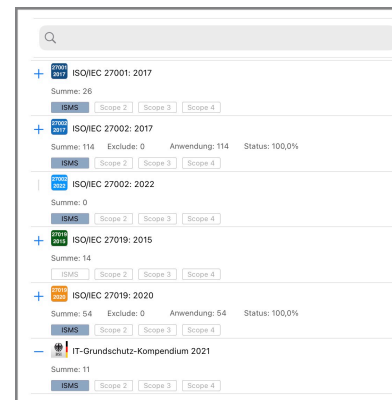 27001
2017
ISO/IEC 27001: 2017
Summe: 26
ISMS Scope 2 Scope 3 Scope 4
27002
2017
ISO/IEC 27002: 2017
Summe: 114 Exclude: 0 Anwendung: 114 Status: 100,0%
ISMS Scope 2 Scope 3 Scope 4
27002
2022
ISO/IEC 27002: 2022
Summe: 0
ISMS Scope 2 Scope 3 Scope 4
27019
2015
ISO/IEC 27019: 2015
Summe: 14
ISMS Scope 2 Scope 3 Scope 4
27019
2020
ISO/IEC 27019: 2020
Summe: 54 Exclude: 0 Anwendung: 54 Status: 100,0%
ISMS Scope 2 Scope 3 Scope 4
IT-Grundschutz-Kompendium 2021
Summe: 11
ISMS Scope 2 Scope 3 Scope 4